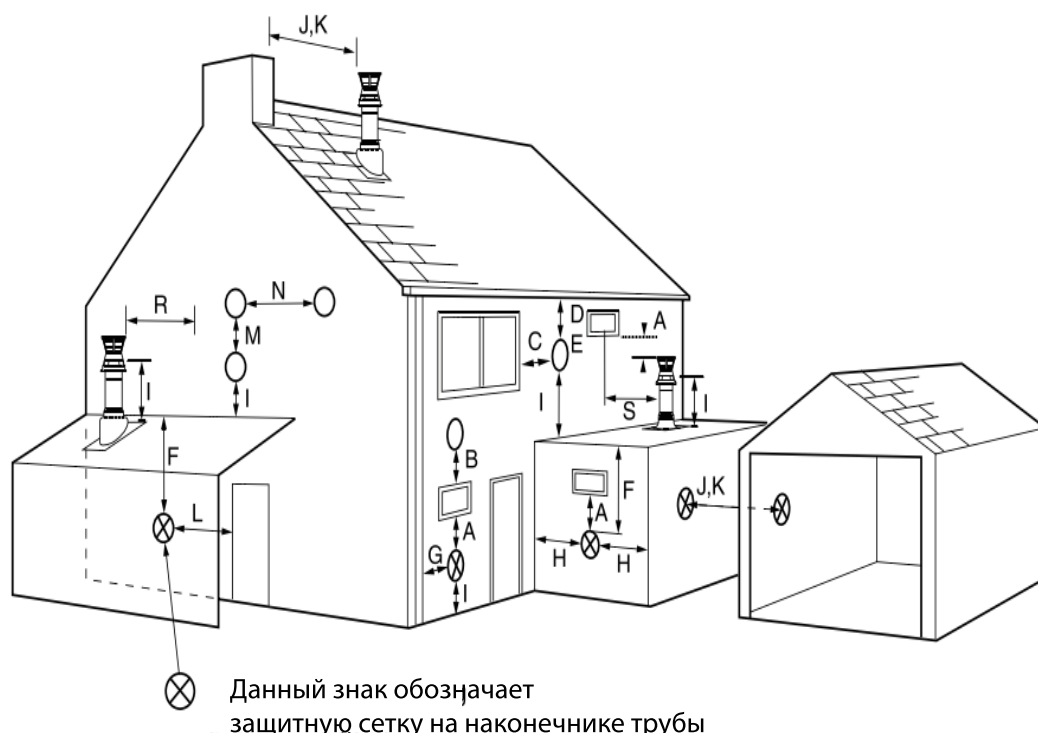 J,K
R
N
M
I
I
F
L
D
A
C
E
I
S
I
B
A
G
I
F
A
H
H
J,K
Данный знак обозначает
защитную сетку на наконечнике трубы